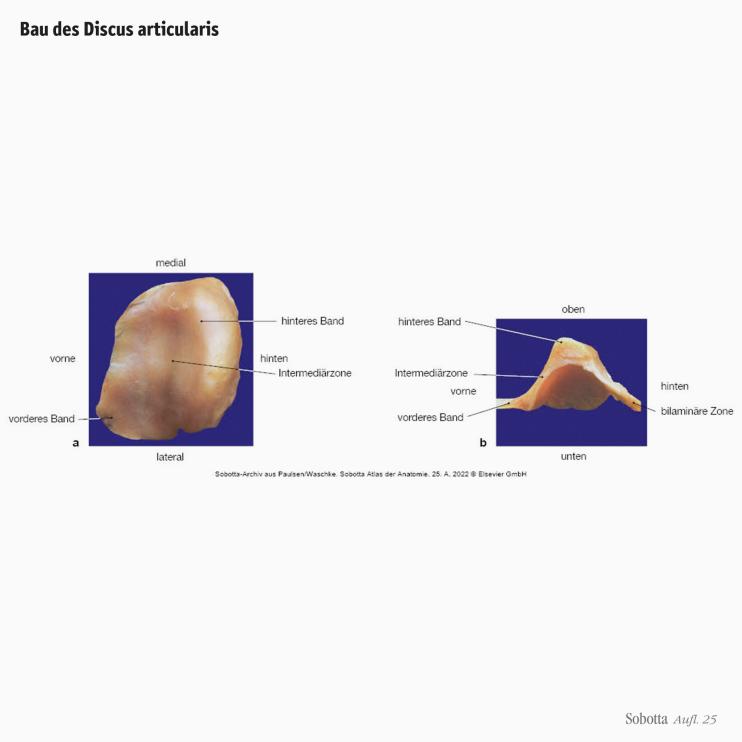 Bau des Discus articularis
medial
hinteres Band
vorne
hinten
Intermediärzone
vorderes Band
a
lateral
oben
hinteres Band
Intermediärzone
vorne
hinten
bilaminäre Zone
vorderes Band
b
unten
Sobotta-Archiv aus Paulsen/Waschke. Sobotta Atlas der Anatomie. 25. A. 2022 © Elsevier GmbH
Sobotta Aufl. 25